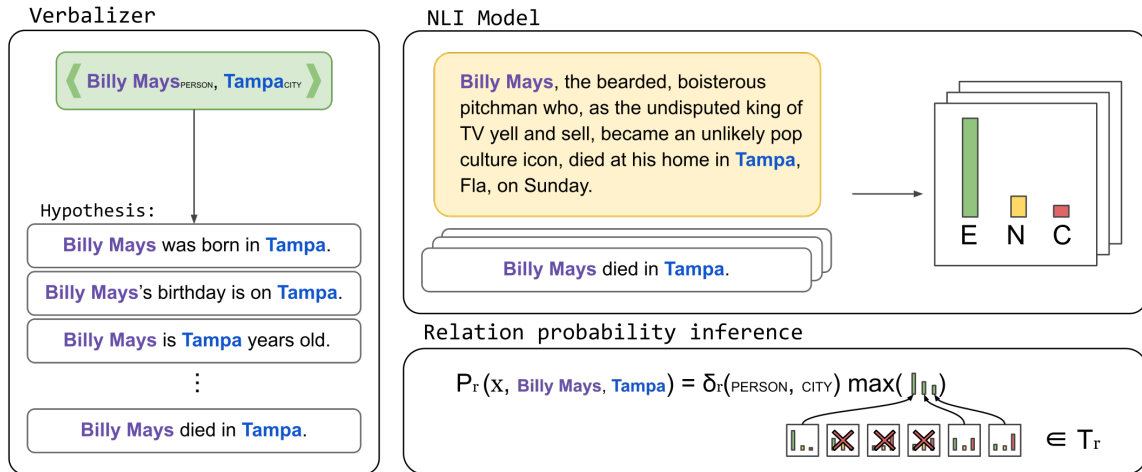 Verbalizer
❰ Billy Mays PERSON, Tampa CITY ❱
Hypothesis:
Billy Mays was born in Tampa.
Billy Mays's birthday is on Tampa.
Billy Mays is Tampa years old.
⋮
Billy Mays died in Tampa.
NLI Model
Billy Mays, the bearded, boisterous
pitchman who, as the undisputed king of
TV yell and sell, became an unlikely pop
culture icon, died at his home in Tampa,
Fla, on Sunday.
Billy Mays died in Tampa.
E N C
Relation probability inference
Pr(x, Billy Mays, Tampa) = δr(PERSON, CITY) max( )
∈ Tr